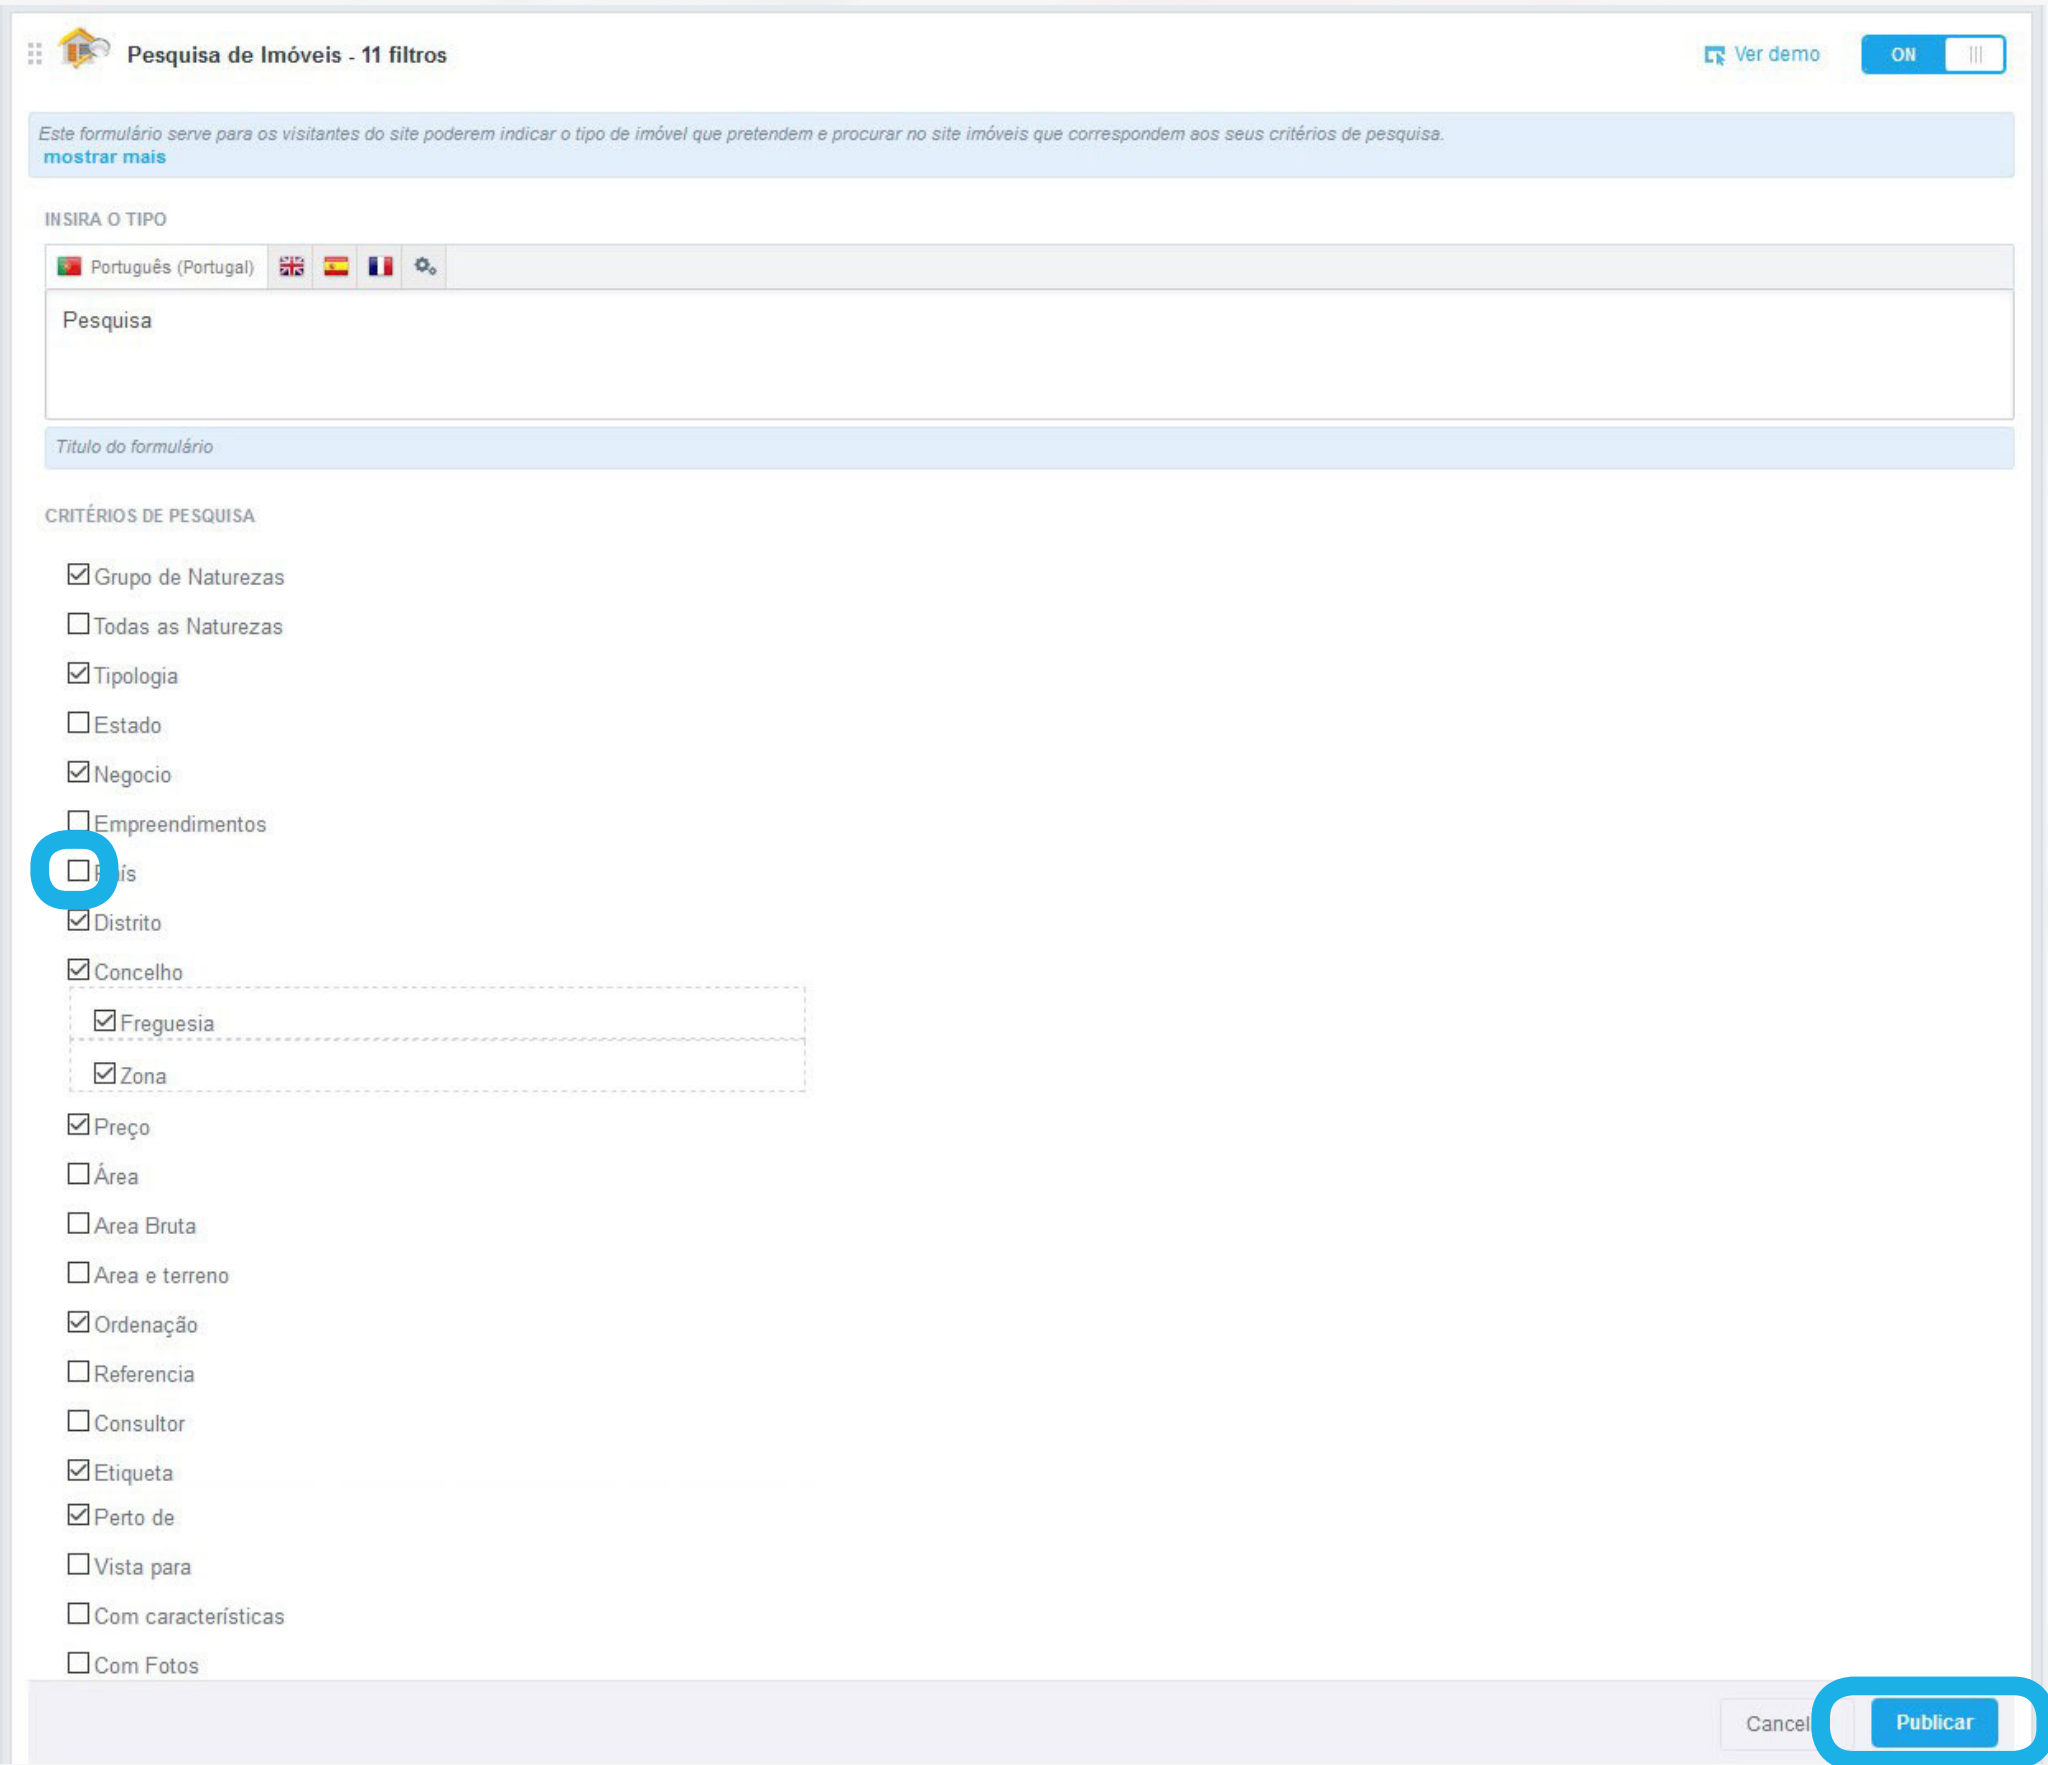 Pesquisa de Imóveis - 11 filtros
Ver demo
ON
Este formulário serve para os visitantes do site poderem indicar o tipo de imóvel que pretendem e procurar no site imóveis que correspondem aos seus critérios de pesquisa.
mostrar mais
INSIRA O TIPO
Português (Portugal)
Pesquisa
Titulo do formulário
CRITÉRIOS DE PESQUISA
Grupo de Naturezas
Todas as Naturezas
Tipologia
Estado
Negocio
Empreendimentos
País
Distrito
Concelho
Freguesia
Zona
Preço
Área
Area Bruta
Area e terreno
Ordenação
Referencia
Consultor
Etiqueta
Perto de
Vista para
Com características
Com Fotos
Cancel
Publicar